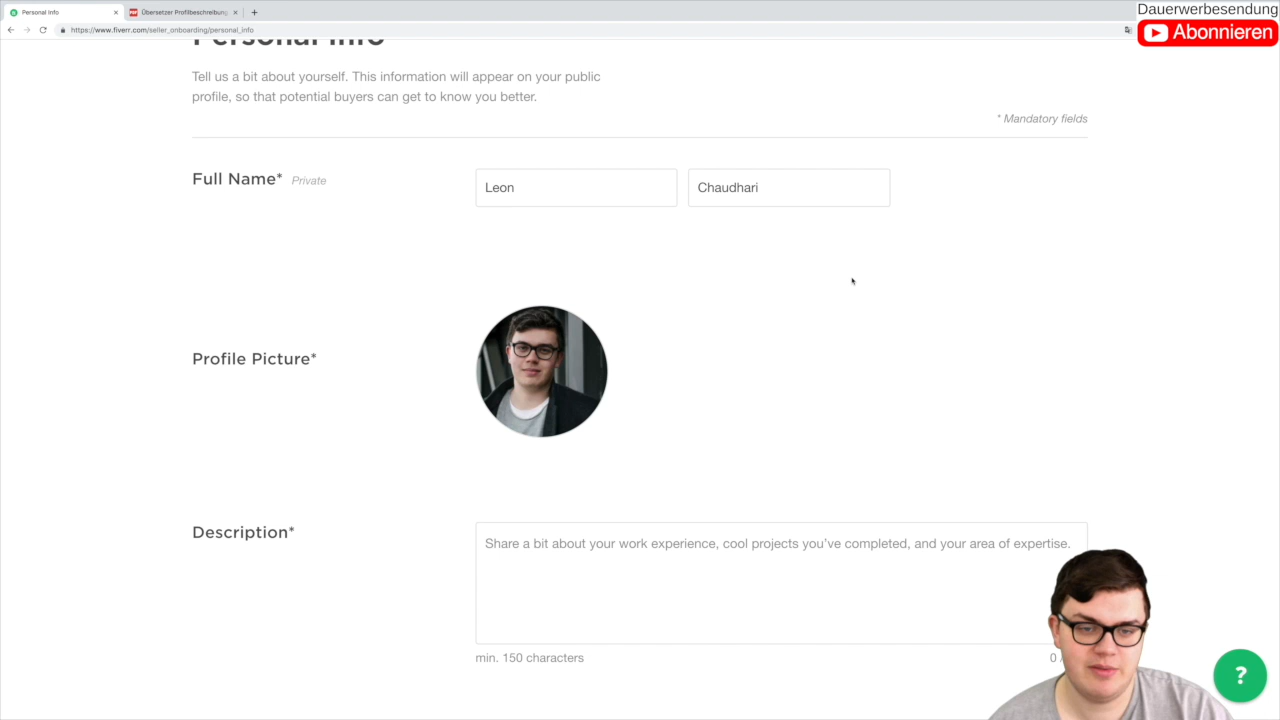 Personal Info
Übersetzer Profilbeschreibung
Dauerwerbesendung
https://www.fiverr.com/seller_onboarding/personal_info
Abonnieren
Personal Info
Tell us a bit about yourself. This information will appear on your public
profile, so that potential buyers can get to know you better.
* Mandatory fields
Full Name* Private
Leon
Chaudhari
Profile Picture*
Description*
Share a bit about your work experience, cool projects you've completed, and your area of expertise.
min. 150 characters
0 /
?